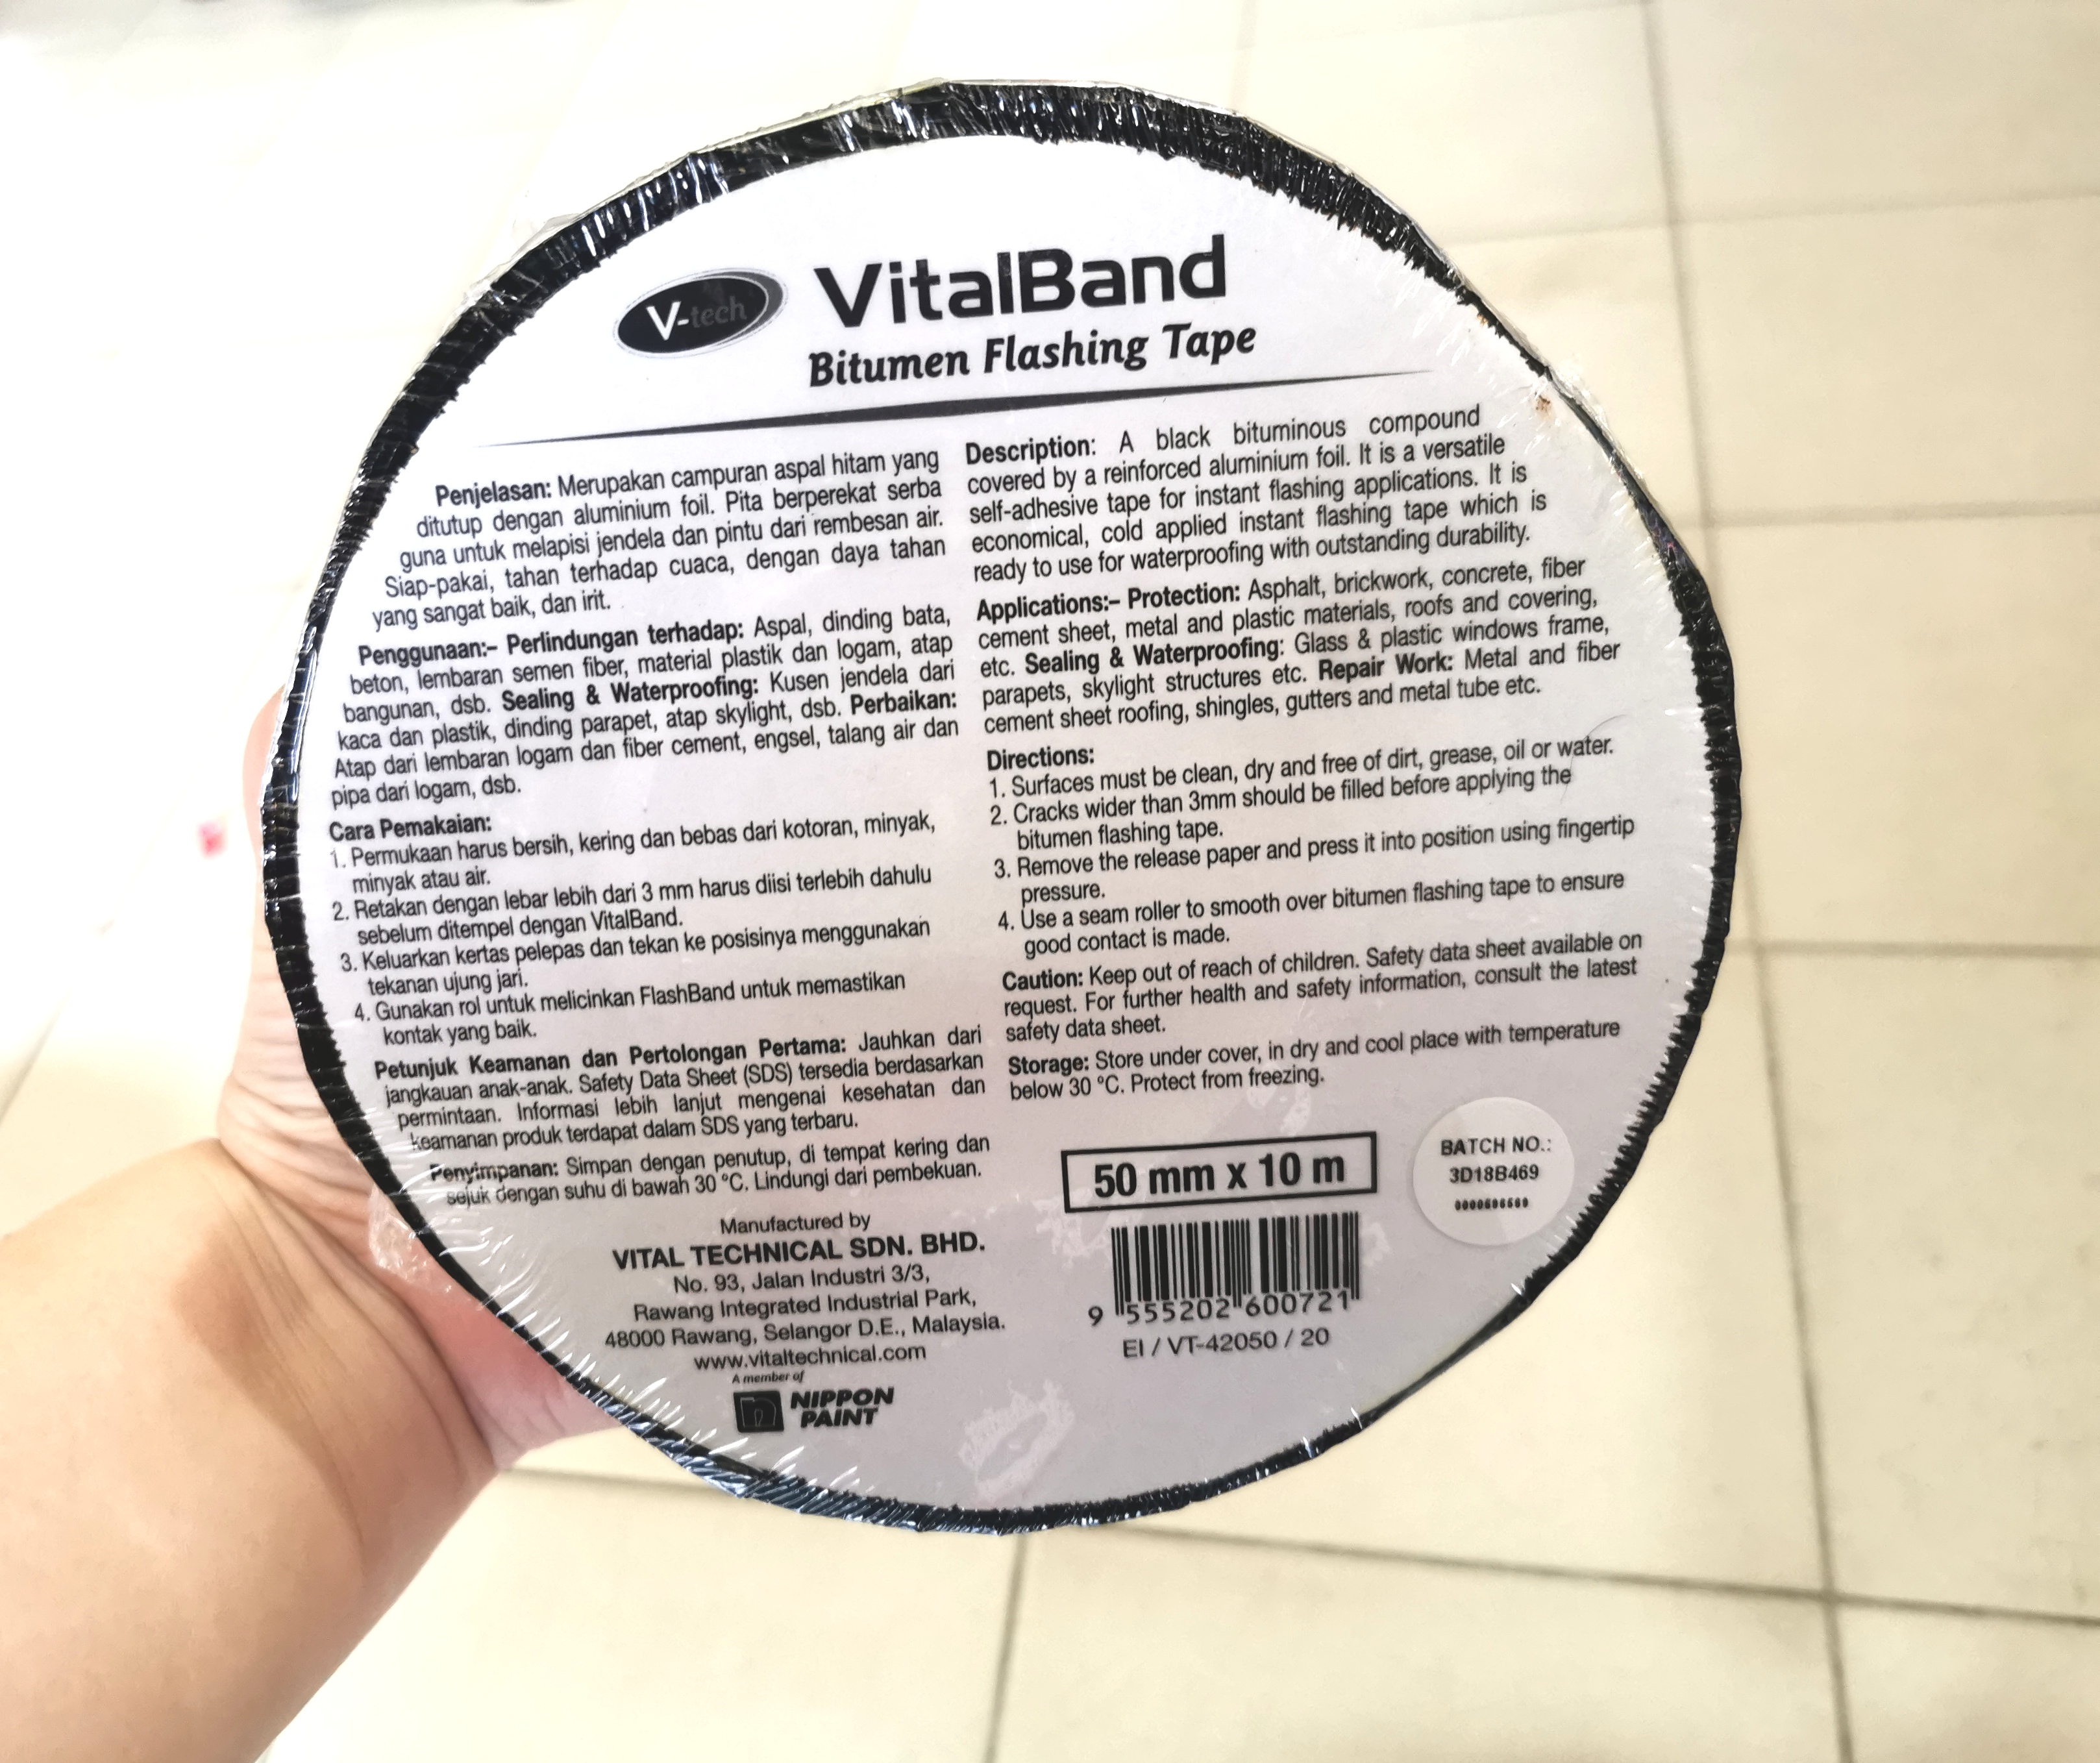 V-tech
VitalBand
Bitumen Flashing Tape
Penjelasan: Merupakan campuran aspal hitam yang
ditutup dengan aluminium foil. Pita berperekat serba
guna untuk melapisi jendela dan pintu dari rembesan air.
Siap-pakai, tahan terhadap cuaca, dengan daya tahan
yang sangat baik, dan irit.
Penggunaan:– Perlindungan terhadap: Aspal, dinding bata,
beton, lembaran semen fiber, material plastik dan logam, atap
bangunan, dsb. Sealing & Waterproofing: Kusen jendela dari
kaca dan plastik, dinding parapet, atap skylight, dsb. Perbaikan:
Atap dari lembaran logam dan fiber cement, engsel, talang air dan
pipa dari logam, dsb.
Cara Pemakaian:
1. Permukaan harus bersih, kering dan bebas dari kotoran, minyak,
minyak atau air.
2. Retakan dengan lebar lebih dari 3 mm harus diisi terlebih dahulu
sebelum ditempel dengan VitalBand.
3. Keluarkan kertas pelepas dan tekan ke posisinya menggunakan
tekanan ujung jari.
4. Gunakan rol untuk melicinkan FlashBand untuk memastikan
kontak yang baik.
Petunjuk Keamanan dan Pertolongan Pertama: Jauhkan dari
jangkauan anak-anak. Safety Data Sheet (SDS) tersedia berdasarkan
permintaan. Informasi lebih lanjut mengenai kesehatan dan
keamanan produk terdapat dalam SDS yang terbaru.
Penyimpanan: Simpan dengan penutup, di tempat kering dan
sejuk dengan suhu di bawah 30 °C. Lindungi dari pembekuan.
Manufactured by
VITAL TECHNICAL SDN. BHD.
No. 93, Jalan Industri 3/3,
Rawang Integrated Industrial Park,
48000 Rawang, Selangor D.E., Malaysia.
www.vitaltechnical.com
A member of
NIPPON
PAINT
Description: A black bituminous compound
covered by a reinforced aluminium foil. It is a versatile
self-adhesive tape for instant flashing applications. It is
economical, cold applied instant flashing tape which is
ready to use for waterproofing with outstanding durability.
Applications:– Protection: Asphalt, brickwork, concrete, fiber
cement sheet, metal and plastic materials, roofs and covering,
etc. Sealing & Waterproofing: Glass & plastic windows frame,
parapets, skylight structures etc. Repair Work: Metal and fiber
cement sheet roofing, shingles, gutters and metal tube etc.
Directions:
1. Surfaces must be clean, dry and free of dirt, grease, oil or water.
2. Cracks wider than 3mm should be filled before applying the
bitumen flashing tape.
3. Remove the release paper and press it into position using fingertip
pressure.
4. Use a seam roller to smooth over bitumen flashing tape to ensure
good contact is made.
Caution: Keep out of reach of children. Safety data sheet available on
request. For further health and safety information, consult the latest
safety data sheet.
Storage: Store under cover, in dry and cool place with temperature
below 30 °C. Protect from freezing.
50 mm x 10 m
BATCH NO.:
3D18B469
9 555202 600721
EI / VT-42050 / 20